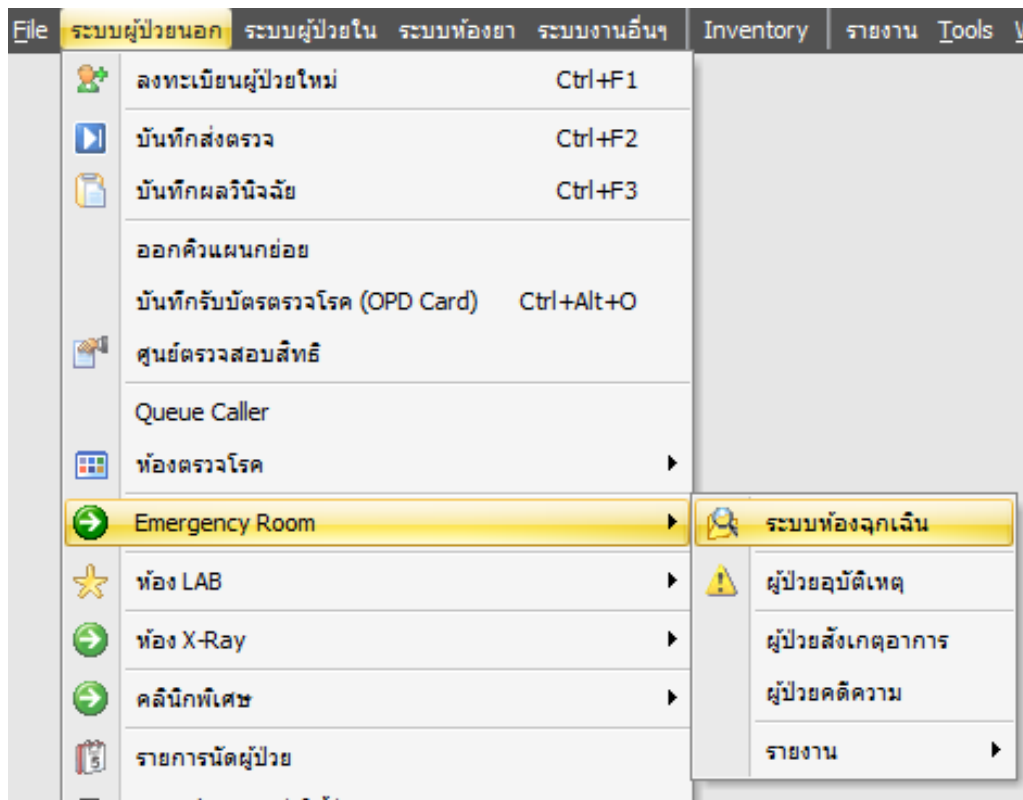 File ระบบผู้ป่วยนอก ระบบผู้ป่วยใน ระบบห้องยา ระบบงานอื่นๆ Inventory รายงาน Tools
ลงทะเบียนผู้ป่วยใหม่ Ctrl+F1
บันทึกส่งตรวจ Ctrl+F2
บันทึกผลวินิจฉัย Ctrl+F3
ออกคิวแผนกย่อย
บันทึกรับบัตรตรวจโรค (OPD Card) Ctrl+Alt+O
ศูนย์ตรวจสอบสิทธิ
Queue Caller
ห้องตรวจโรค
Emergency Room
ห้อง LAB
ห้อง X-Ray
คลินิกพิเศษ
รายการนัดผู้ป่วย
ระบบห้องฉุกเฉิน
ผู้ป่วยอุบัติเหตุ
ผู้ป่วยสังเกตุอาการ
ผู้ป่วยคดีความ
รายงาน